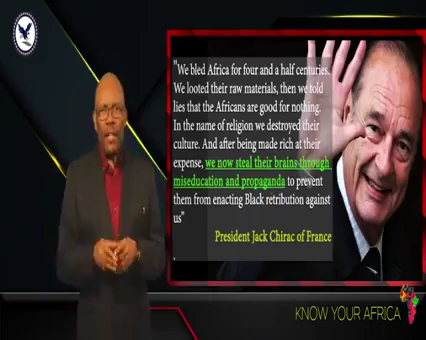 "We bled Africa for four and a half centuries.
We looted their raw materials, then we told
lies that the Africans are good for nothing.
In the name of religion we destroyed their
culture. And after being made rich at their
expense, we now steal their brains through
miseducation and propaganda to prevent
them from enacting Black retribution against
us"
President Jack Chirac of France
.
KNOW YOUR AFRICA